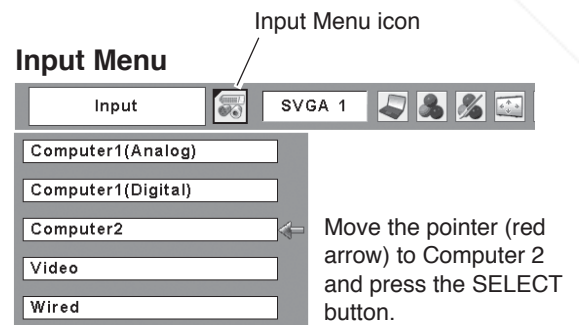 Input Menu icon
Input Menu
Input
SVGA 1
Computer1(Analog)
Computer1(Digital)
Computer2
Video
Wired
Move the pointer (red
arrow) to Computer 2
and press the SELECT
button.